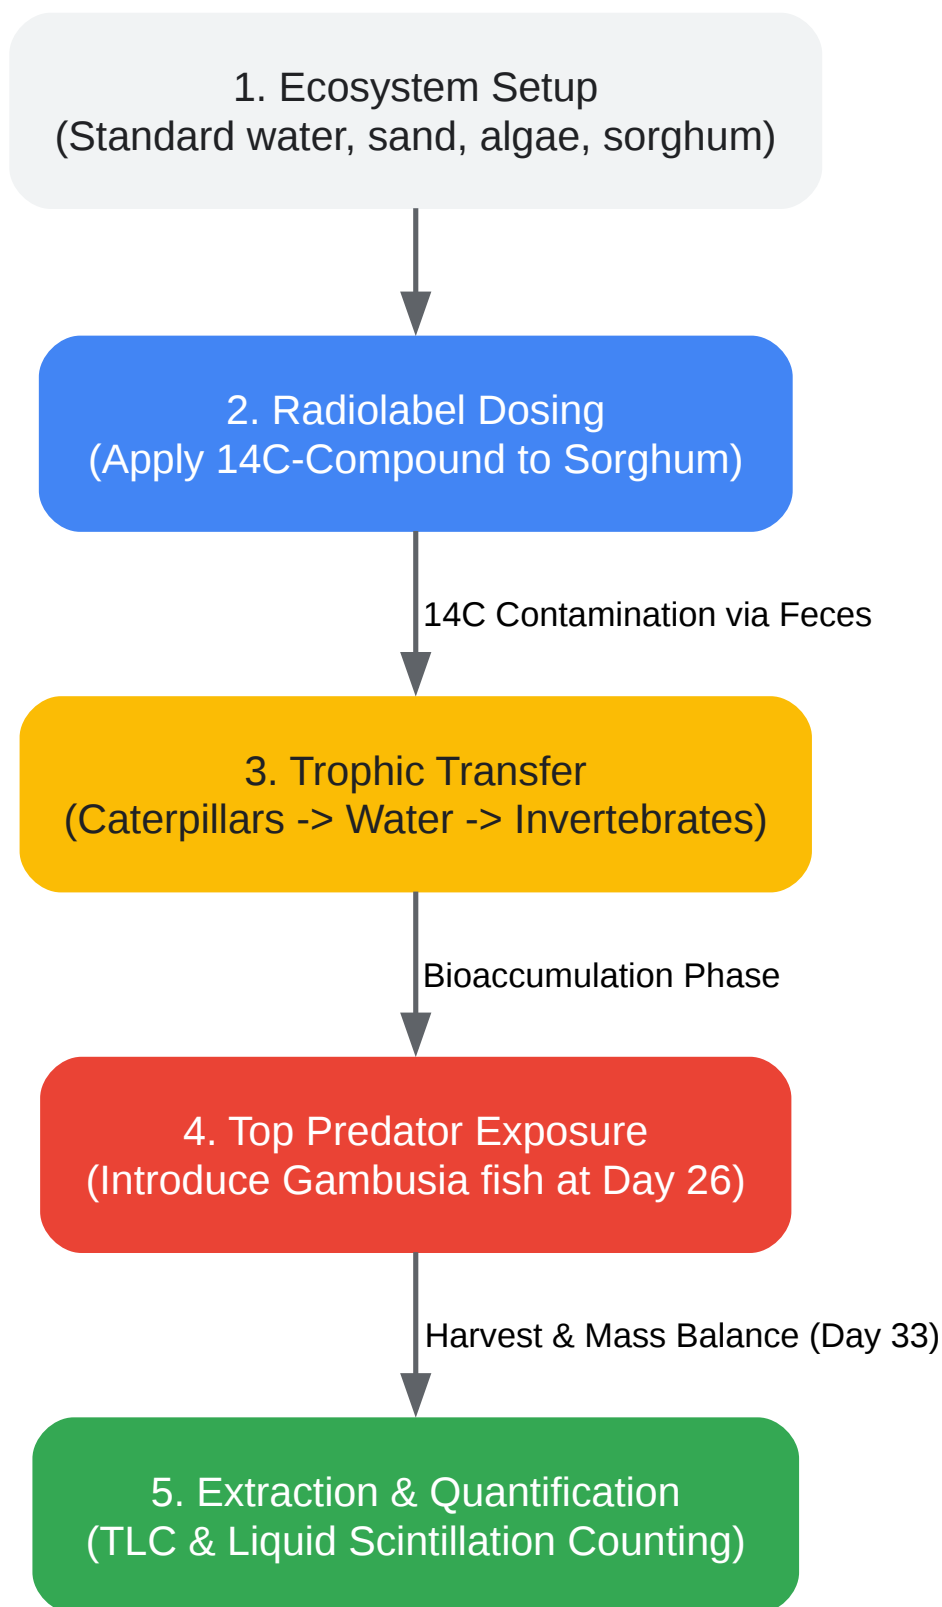 1. Ecosystem Setup
(Standard water, sand, algae, sorghum)
2. Radiolabel Dosing
(Apply 14C-Compound to Sorghum)
14C Contamination via Feces
3. Trophic Transfer
(Caterpillars -> Water -> Invertebrates)
Bioaccumulation Phase
4. Top Predator Exposure
(Introduce Gambusia fish at Day 26)
Harvest & Mass Balance (Day 33)
5. Extraction & Quantification
(TLC & Liquid Scintillation Counting)